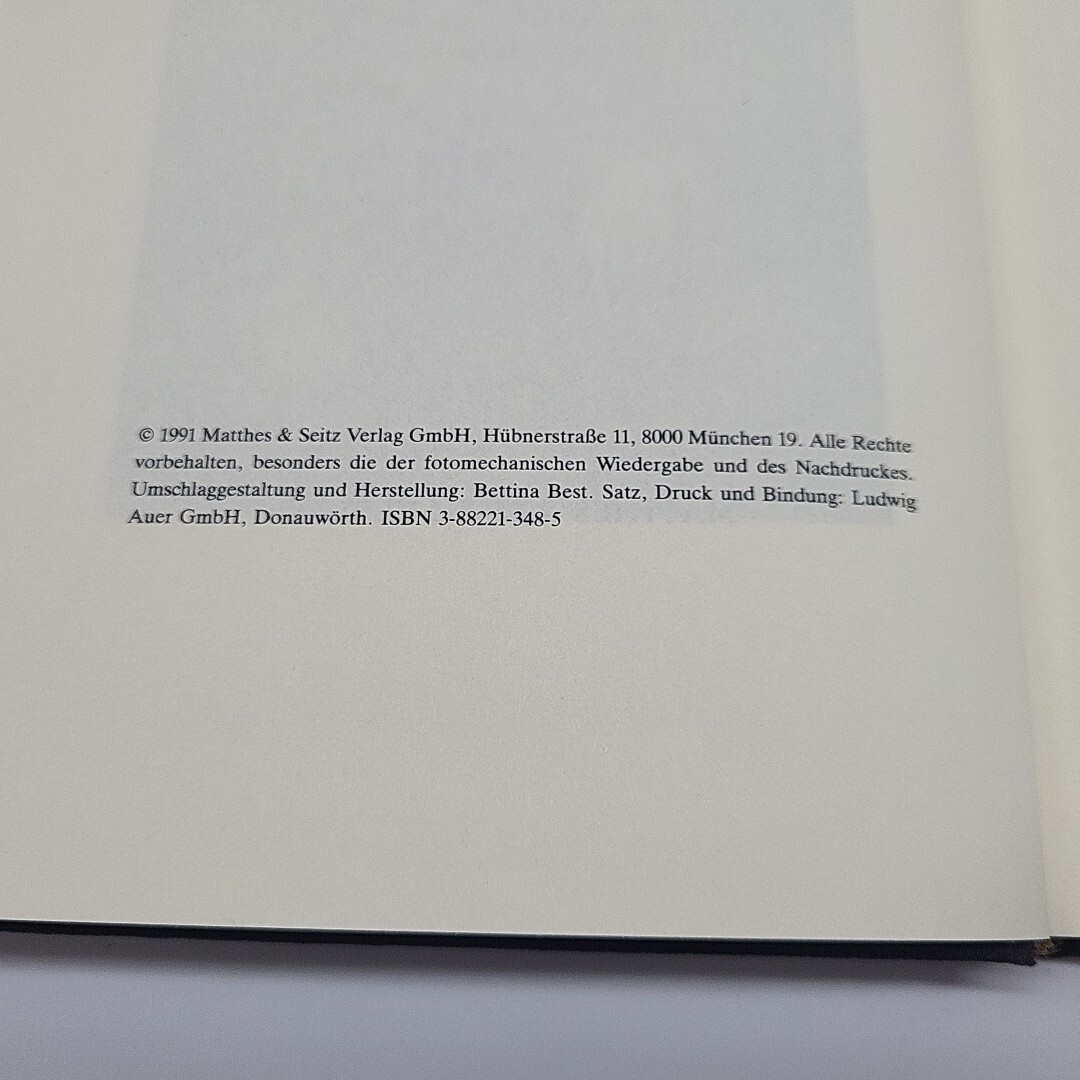 © 1991 Matthes & Seitz Verlag GmbH, Hübnerstraße 11, 8000 München 19. Alle Rechte
vorbehalten, besonders die der fotomechanischen Wiedergabe und des Nachdruckes.
Umschlaggestaltung und Herstellung: Bettina Best. Satz, Druck und Bindung: Ludwig
Auer GmbH, Donauwörth. ISBN 3-88221-348-5